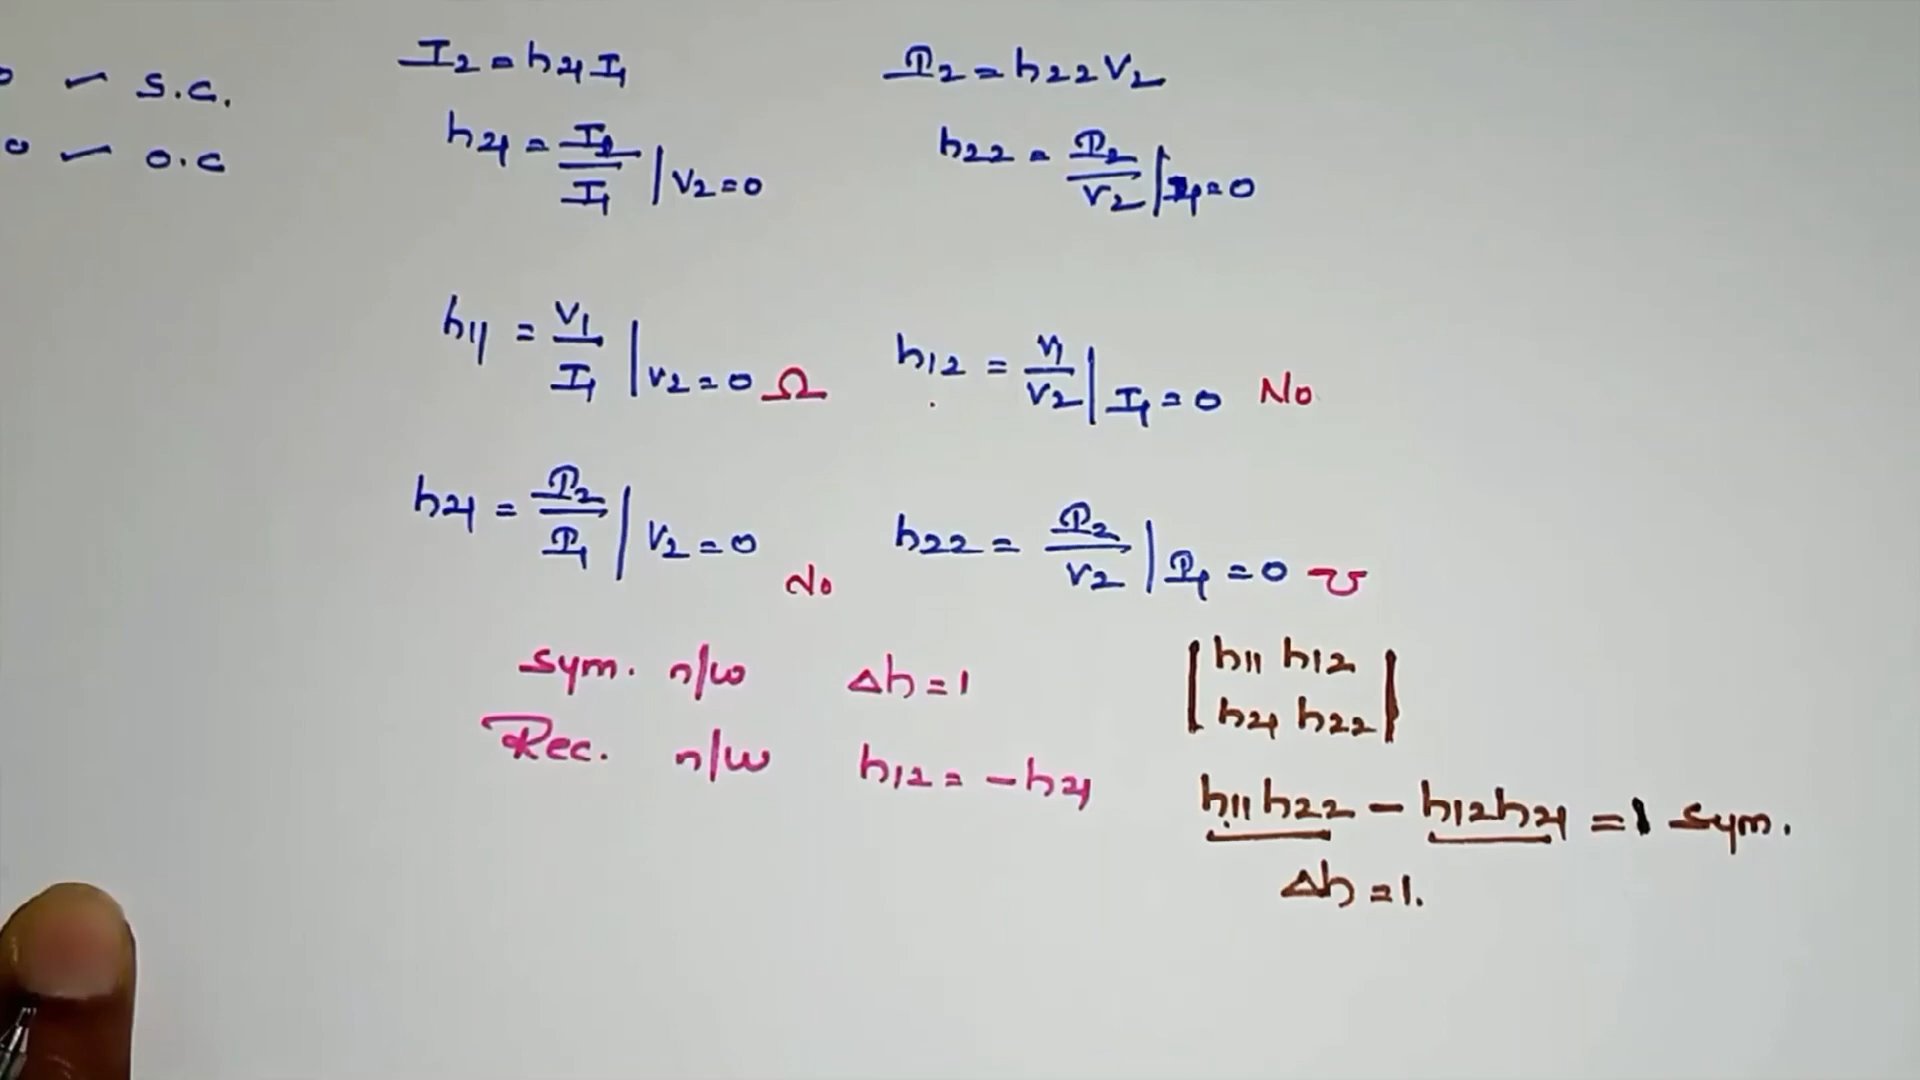 I2 = h21 I1    I2 = h22 V2
– S.C.
h21 = I2/I1 | V2 = 0    h22 = I2/V2 | I1 = 0
0 – O.C
h11 = V1/I1 | V2 = 0 Ω    h12 = V1/V2 | I1 = 0 No
h21 = I2/I1 | V2 = 0 No    h22 = I2/V2 | I1 = 0 ℧
Sym. n/w    Δh = 1    | h11 h12
h21 h22 |
Rec. n/w    h12 = -h21
h11 h22 - h12 h21 = 1 Sym.
Δh = 1.